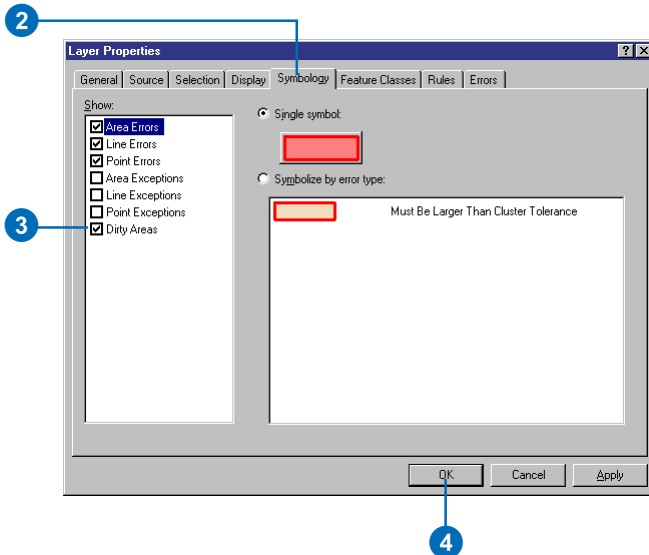 2
Layer Properties
General Source Selection Display Symbology Feature Classes Rules Errors
Show:
Area Errors
Line Errors
Point Errors
Area Exceptions
Line Exceptions
Point Exceptions
Dirty Areas
3
Single symbol:
Symbolize by error type:
Must Be Larger Than Cluster Tolerance
OK Cancel Apply
4